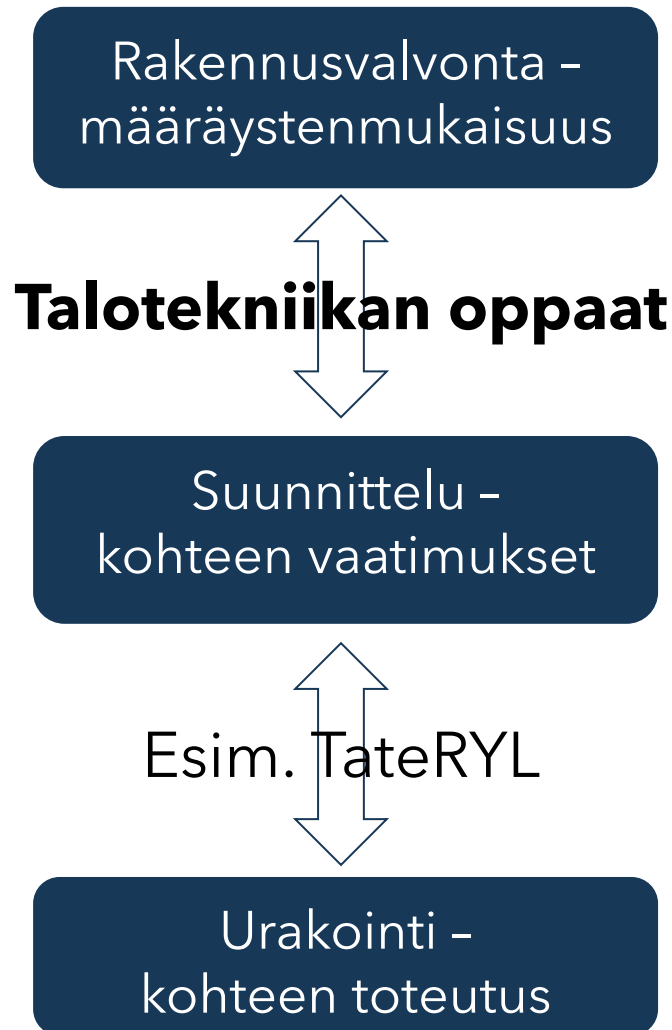 Rakennusvalvonta –
määräystenmukaisuus
Talotekniikan oppaat
Suunnittelu –
kohteen vaatimukset
Esim. TateRYL
Urakointi –
kohteen toteutus